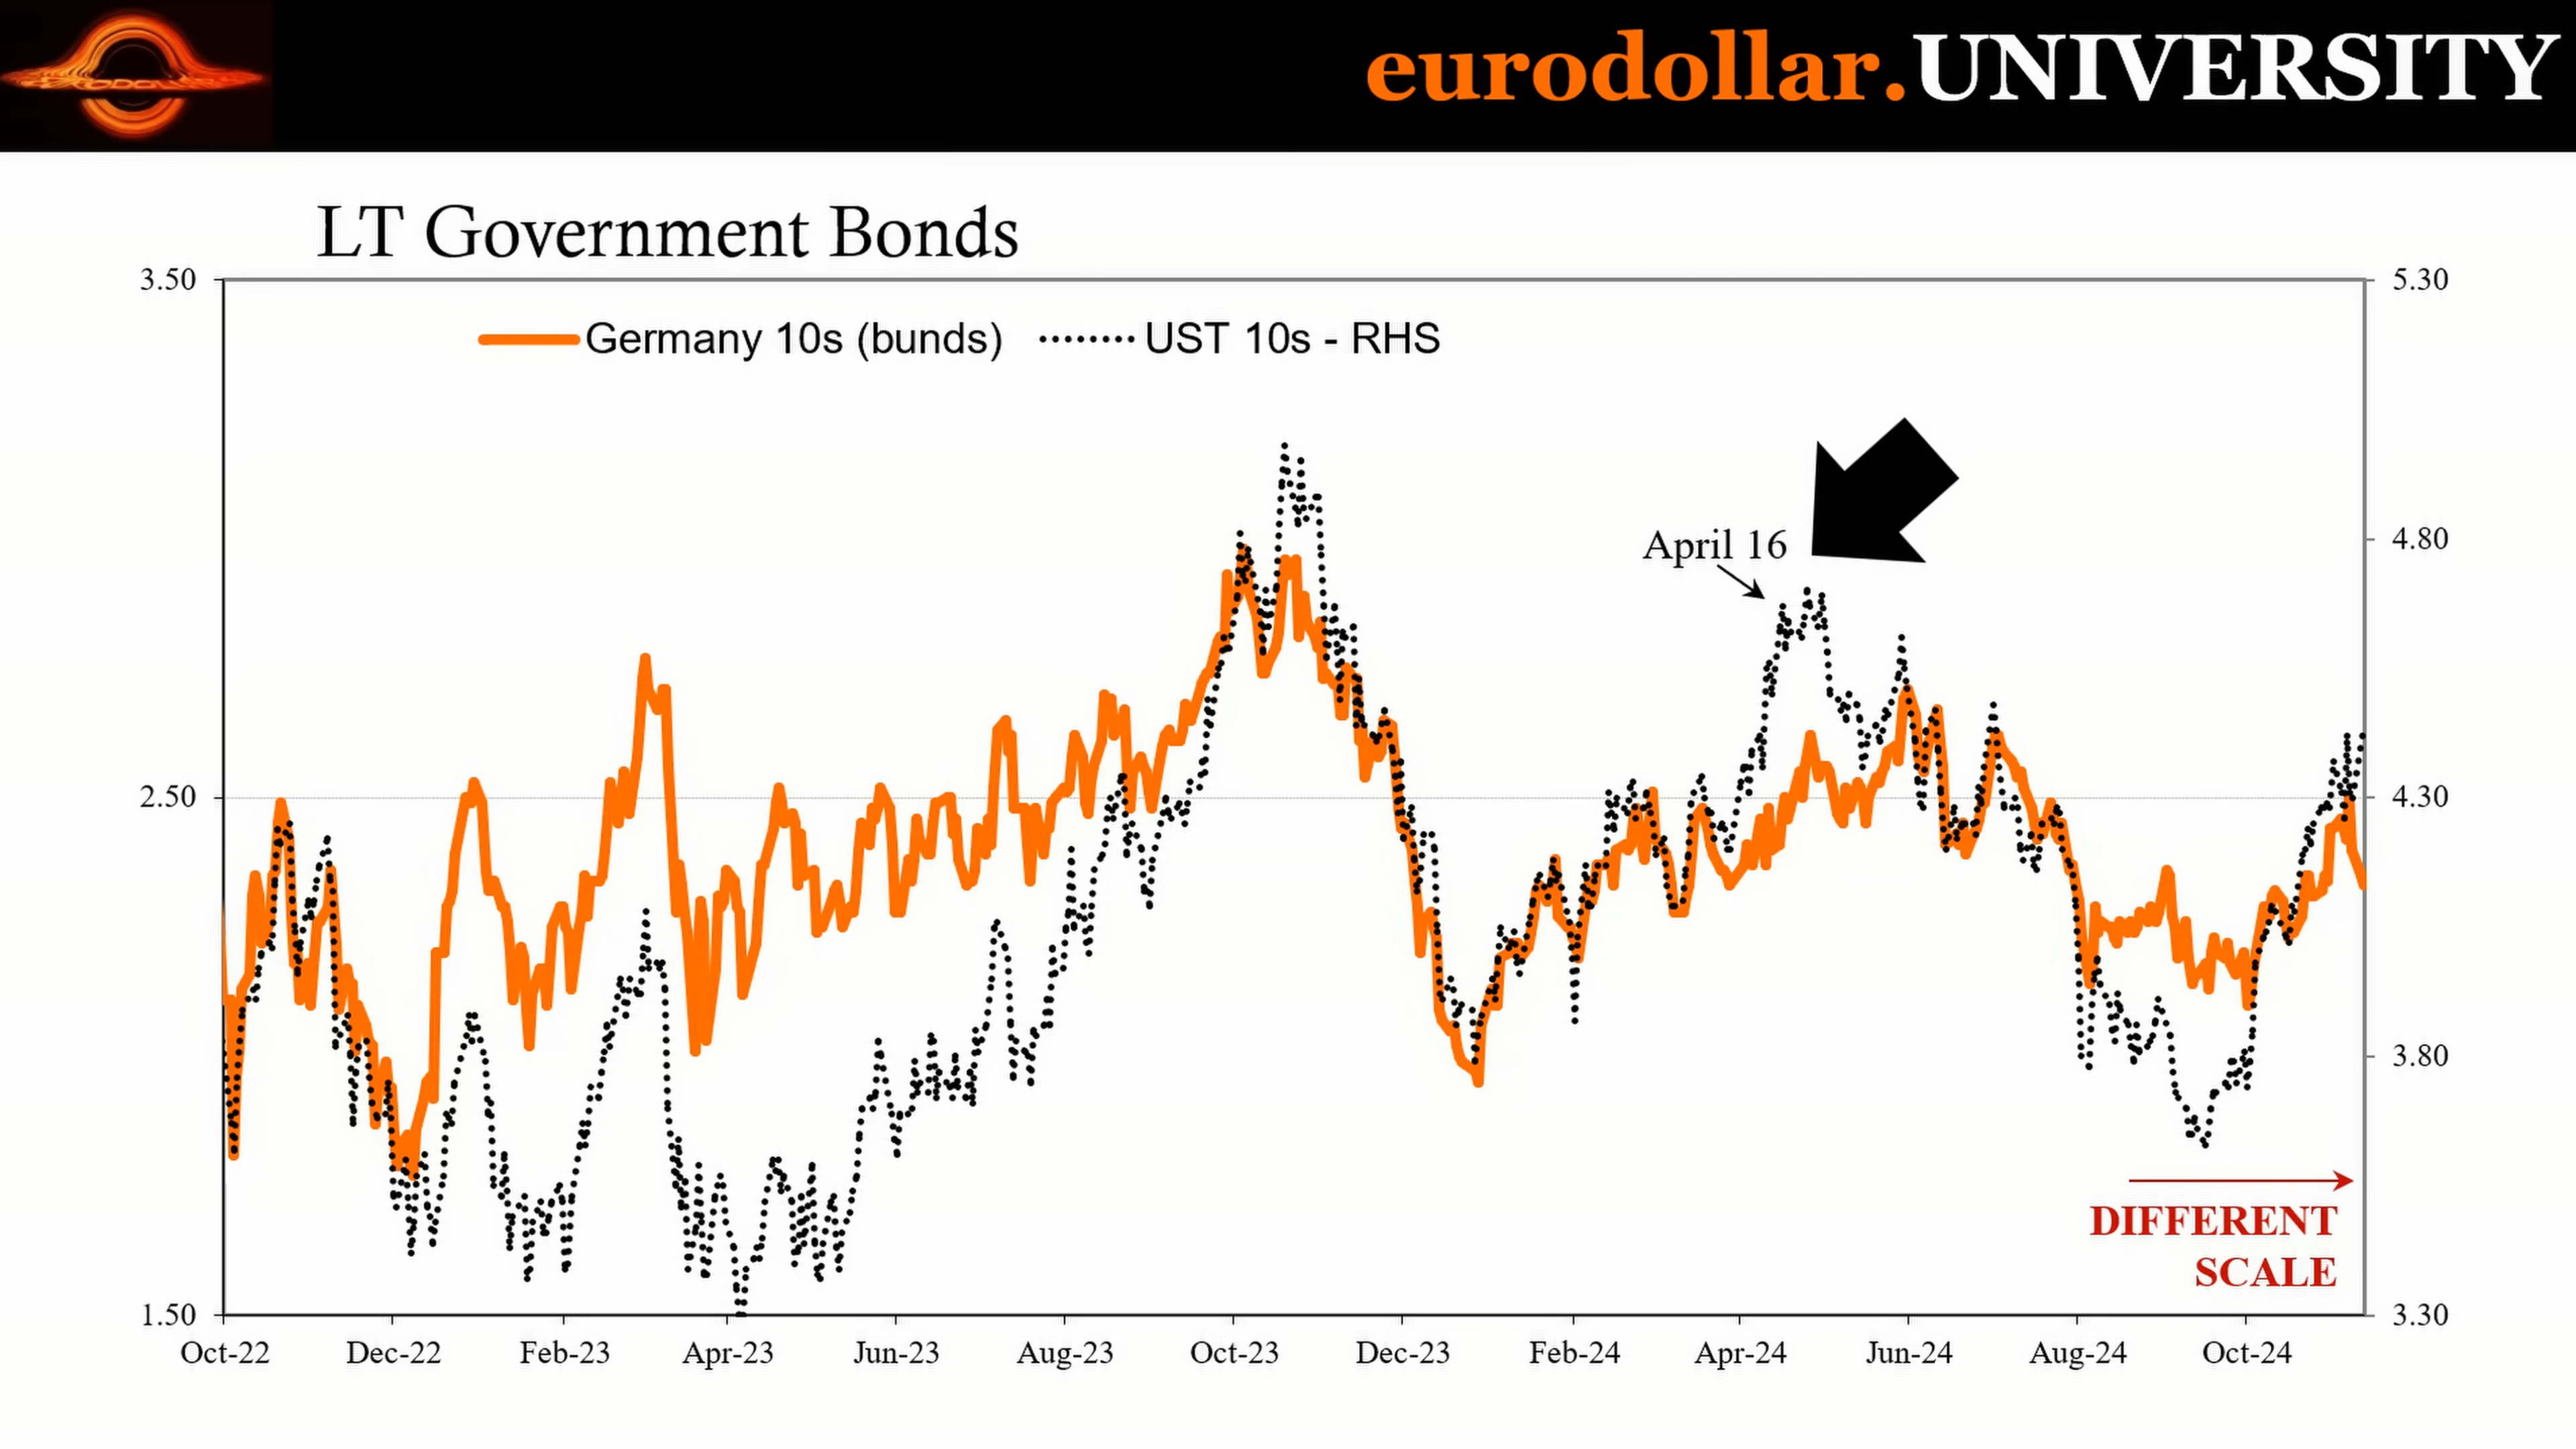 eurodollar.UNIVERSITY
LT Government Bonds
3.50
5.30
Germany 10s (bunds)
UST 10s - RHS
April 16
4.80
2.50
4.30
3.80
DIFFERENT
SCALE
1.50
3.30
Oct-22
Dec-22
Feb-23
Apr-23
Jun-23
Aug-23
Oct-23
Dec-23
Feb-24
Apr-24
Jun-24
Aug-24
Oct-24